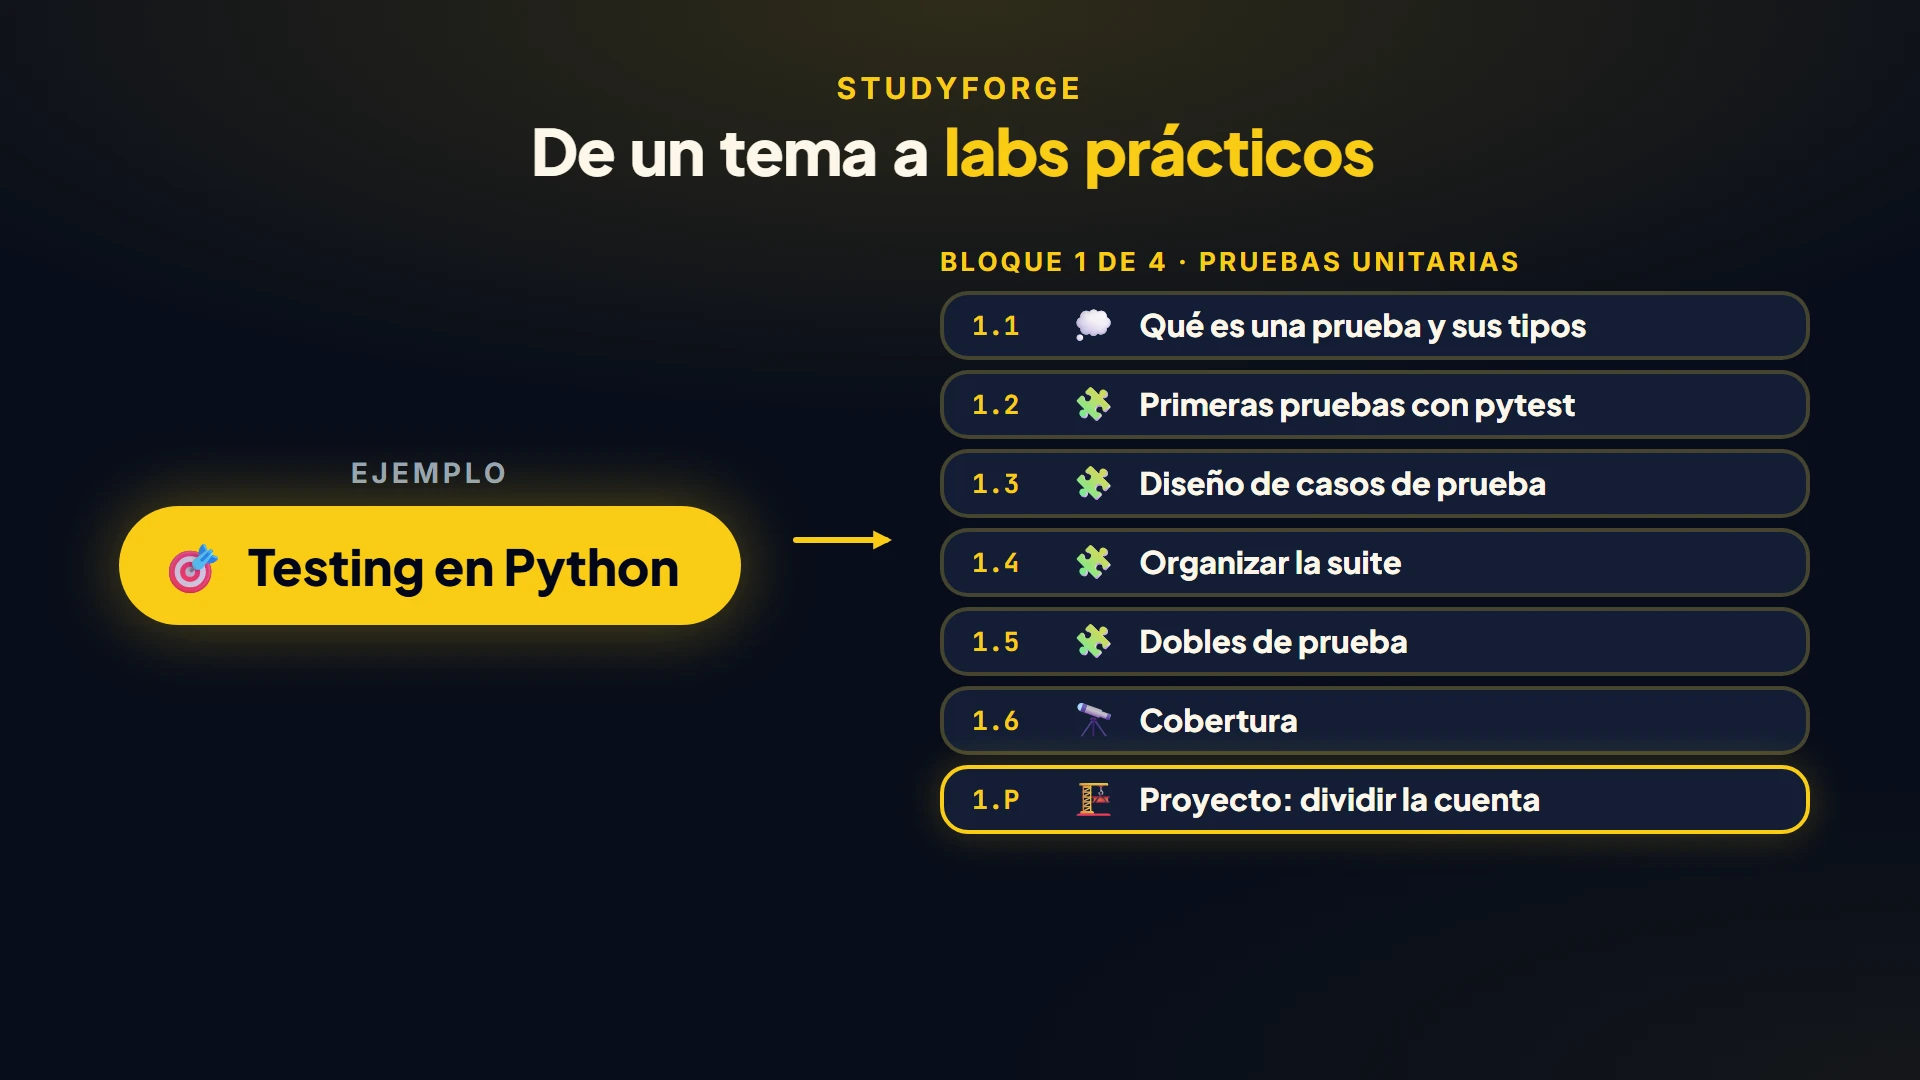 STUDYFORGE
De un tema a labs prácticos
EJEMPLO
Testing en Python
BLOQUE 1 DE 4 · PRUEBAS UNITARIAS
1.1 Qué es una prueba y sus tipos
1.2 Primeras pruebas con pytest
1.3 Diseño de casos de prueba
1.4 Organizar la suite
1.5 Dobles de prueba
1.6 Cobertura
1.P Proyecto: dividir la cuenta